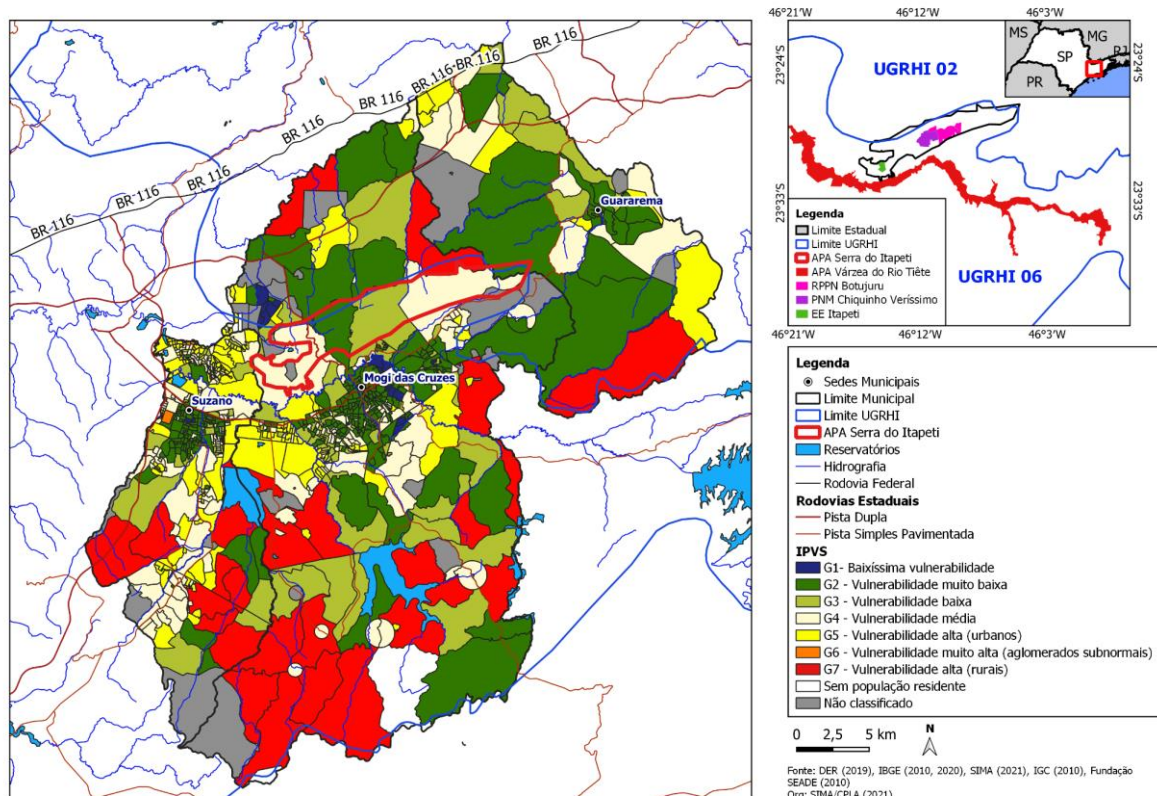 BR 116
BR 116
BR 116
BR-116
BR 116
BR-116
BR 116
BR-116
Guararema
Mogi das Cruzes
Suzano
46°21'W
46°12'W
46°3'W
MS
MG
RJ
SP
PR
23°24'S
23°24'S
UGRHI 02
23°33'S
23°33'S
UGRHI 06
Legenda
Limite Estadual
Limite UGRHI
APA Serra do Itapeti
APA Várzea do Rio Tiête
RPPN Botujuru
PNM Chiquinho Veríssimo
EE Itapeti
46°21'W
46°12'W
46°3'W
Legenda
Sedes Municipais
Limite Municipal
Limite UGRHI
APA Serra do Itapeti
Reservatórios
Hidrografia
Rodovia Federal
Rodovias Estaduais
Pista Dupla
Pista Simples Pavimentada
IPVS
G1- Baixíssima vulnerabilidade
G2 - Vulnerabilidade muito baixa
G3 - Vulnerabilidade baixa
G4 - Vulnerabilidade média
G5 - Vulnerabilidade alta (urbanos)
G6 - Vulnerabilidade muito alta (aglomerados subnormais)
G7 - Vulnerabilidade alta (rurais)
Sem população residente
Não classificado
0 2,5 5 km
N
Fonte: DER (2019), IBGE (2010, 2020), SIMA (2021), IGC (2010), Fundação
SEADE (2010)
Org: SIMA/CPLA (2021)